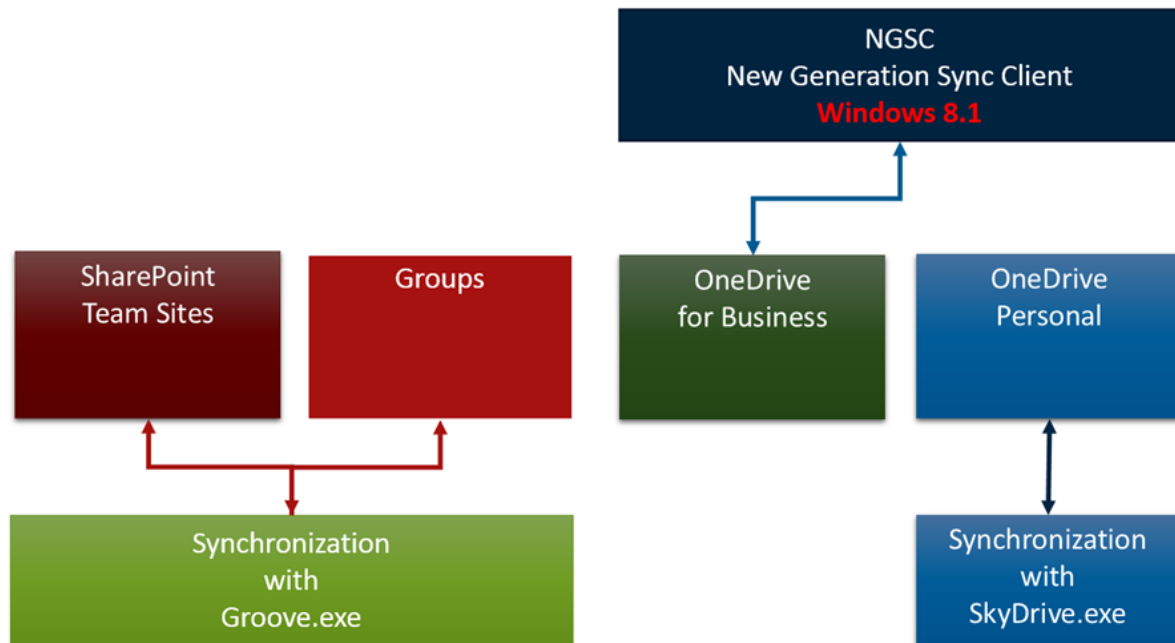 NGSC
New Generation Sync Client
Windows 8.1
SharePoint
Team Sites
Groups
OneDrive
for Business
OneDrive
Personal
Synchronization
with
Groove.exe
Synchronization
with
SkyDrive.exe